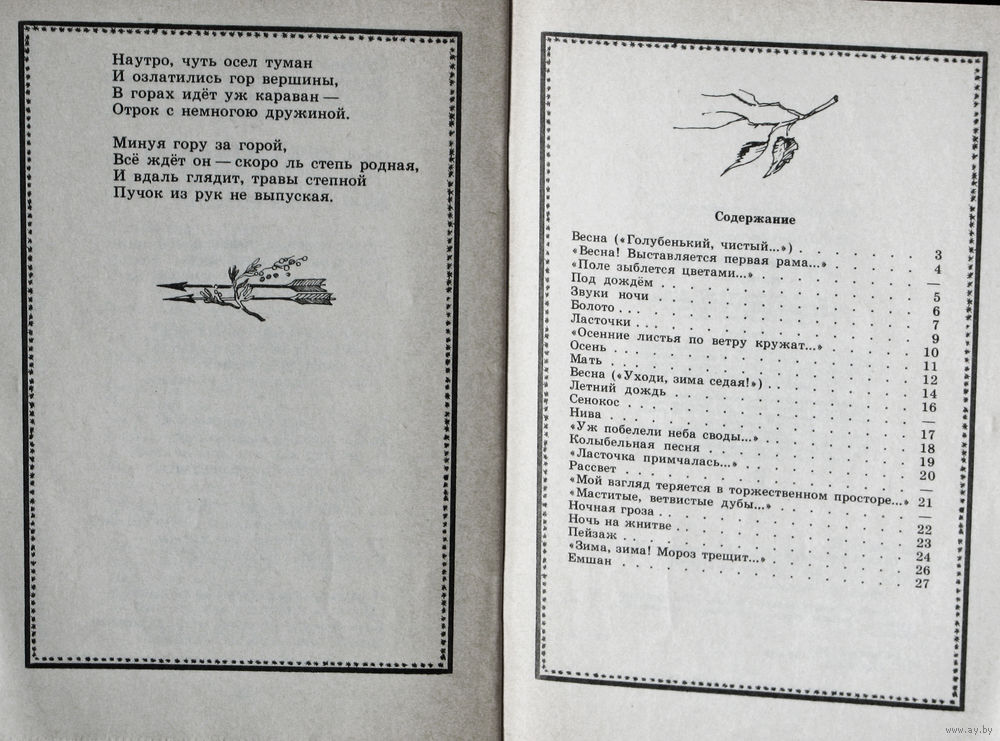 Наутро, чуть осел туман
И озлатились гор вершины,
В горах идёт уж караван —
Отрок с немногою дружиной.
Минуя гору за горой,
Всё ждёт он — скоро ль степь родная,
И вдаль глядит, травы степной
Пучок из рук не выпуская.
Содержание
Весна («Голубенький, чистый...») . . . . . . 3
«Весна! Выставляется первая рама...» . . . . . 4
«Поле зыблется цветами...» . . . . . . . —
Под дождём . . . . . . . . . . 5
Звуки ночи . . . . . . . . . . 6
Болото . . . . . . . . . . . 7
Ласточки . . . . . . . . . . . 9
«Осенние листья по ветру кружат...» . . . . . 10
Осень . . . . . . . . . . . 11
Мать . . . . . . . . . . . 12
Весна («Уходи, зима седая!») . . . . . . . 14
Летний дождь . . . . . . . . . . 16
Сенокос . . . . . . . . . . . —
Нива . . . . . . . . . . . 17
«Уж побелели неба своды...» . . . . . . . 18
Колыбельная песня . . . . . . . . . 19
«Ласточка примчалась...» . . . . . . . . 20
Рассвет . . . . . . . . . . . —
«Мой взгляд теряется в торжественном просторе...» 21
«Маститые, ветвистые дубы...» . . . . . . . —
Ночная гроза . . . . . . . . . . 22
Ночь на жнитве . . . . . . . . . . 23
Пейзаж . . . . . . . . . . . 24
«Зима, зима! Мороз трещит...» . . . . . . . 26
Емшан . . . . . . . . . . . 27
www.ay.by